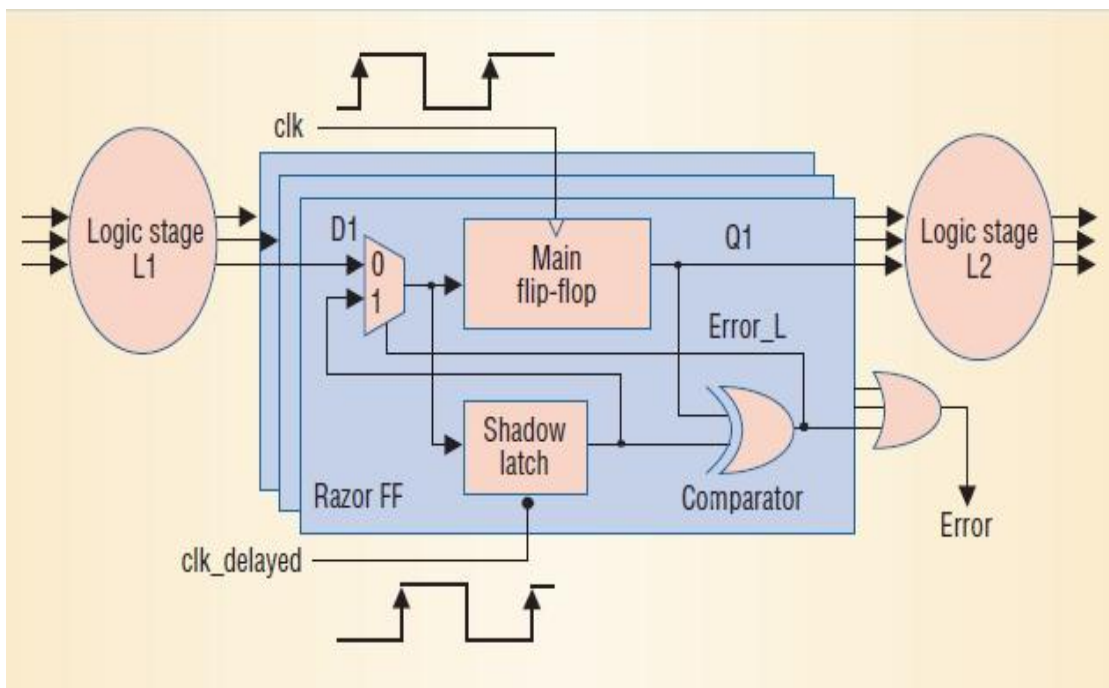 clk
Logic stage
L1
D1
0
1
Main
flip-flop
Q1
Logic stage
L2
Error_L
Shadow
latch
Razor FF
Comparator
Error
clk_delayed